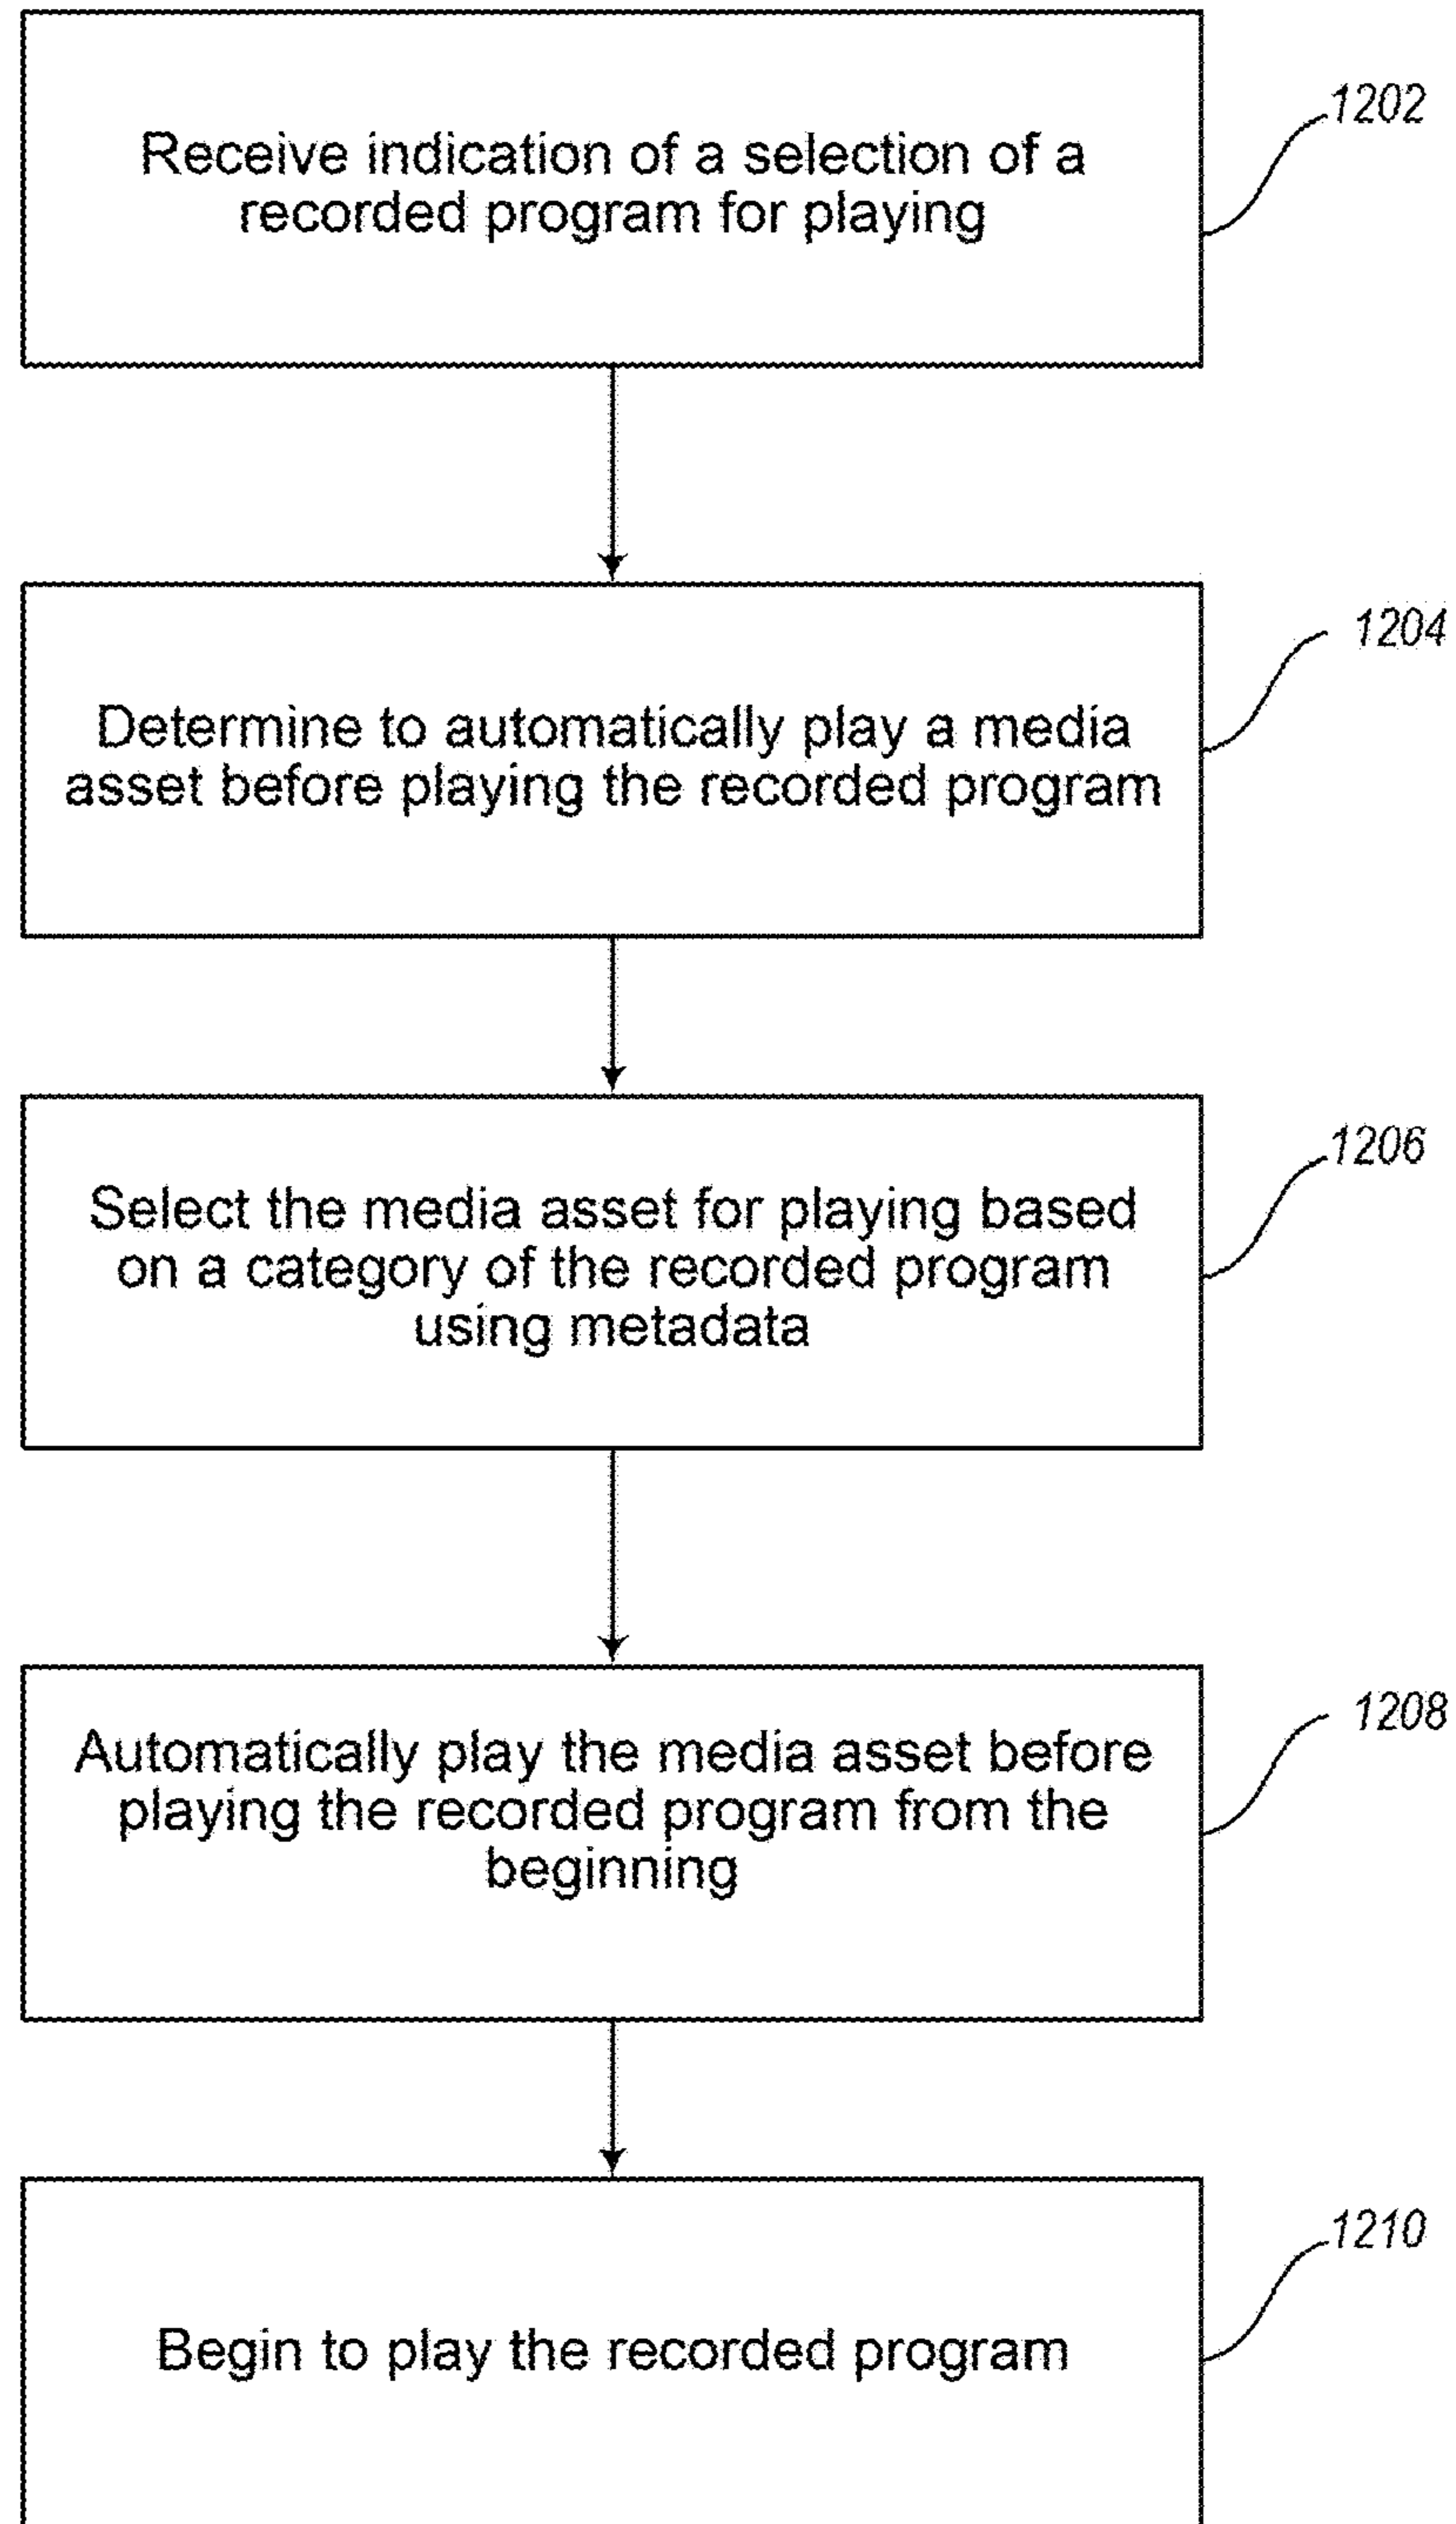 Receive indication of a selection of a
recorded program for playing
1202
Determine to automatically play a media
asset before playing the recorded program
1204
Select the media asset for playing based
on a category of the recorded program
using metadata
1206
Automatically play the media asset before
playing the recorded program from the
beginning
1208
Begin to play the recorded program
1210